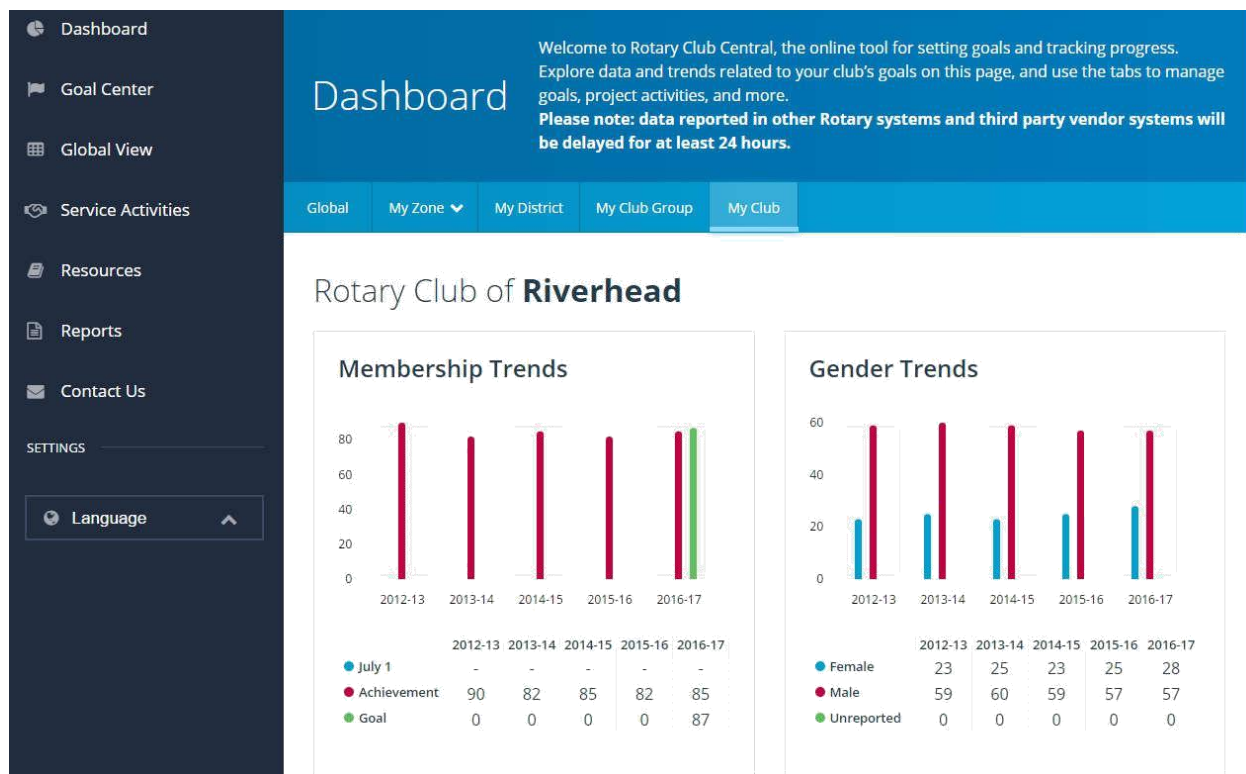 Dashboard
Goal Center
Global View
Service Activities
Resources
Reports
Contact Us
SETTINGS
Language
Dashboard
Welcome to Rotary Club Central, the online tool for setting goals and tracking progress.
Explore data and trends related to your club's goals on this page, and use the tabs to manage
goals, project activities, and more.
Please note: data reported in other Rotary systems and third party vendor systems will
be delayed for at least 24 hours.
Global My Zone My District My Club Group My Club
Rotary Club of Riverhead
Membership Trends
80
60
40
20
0
2012-13 2013-14 2014-15 2015-16 2016-17
2012-13 2013-14 2014-15 2015-16 2016-17
July 1 - - - - -
Achievement 90 82 85 82 85
Goal 0 0 0 0 87
Gender Trends
60
40
20
0
2012-13 2013-14 2014-15 2015-16 2016-17
2012-13 2013-14 2014-15 2015-16 2016-17
Female 23 25 23 25 28
Male 59 60 59 57 57
Unreported 0 0 0 0 0